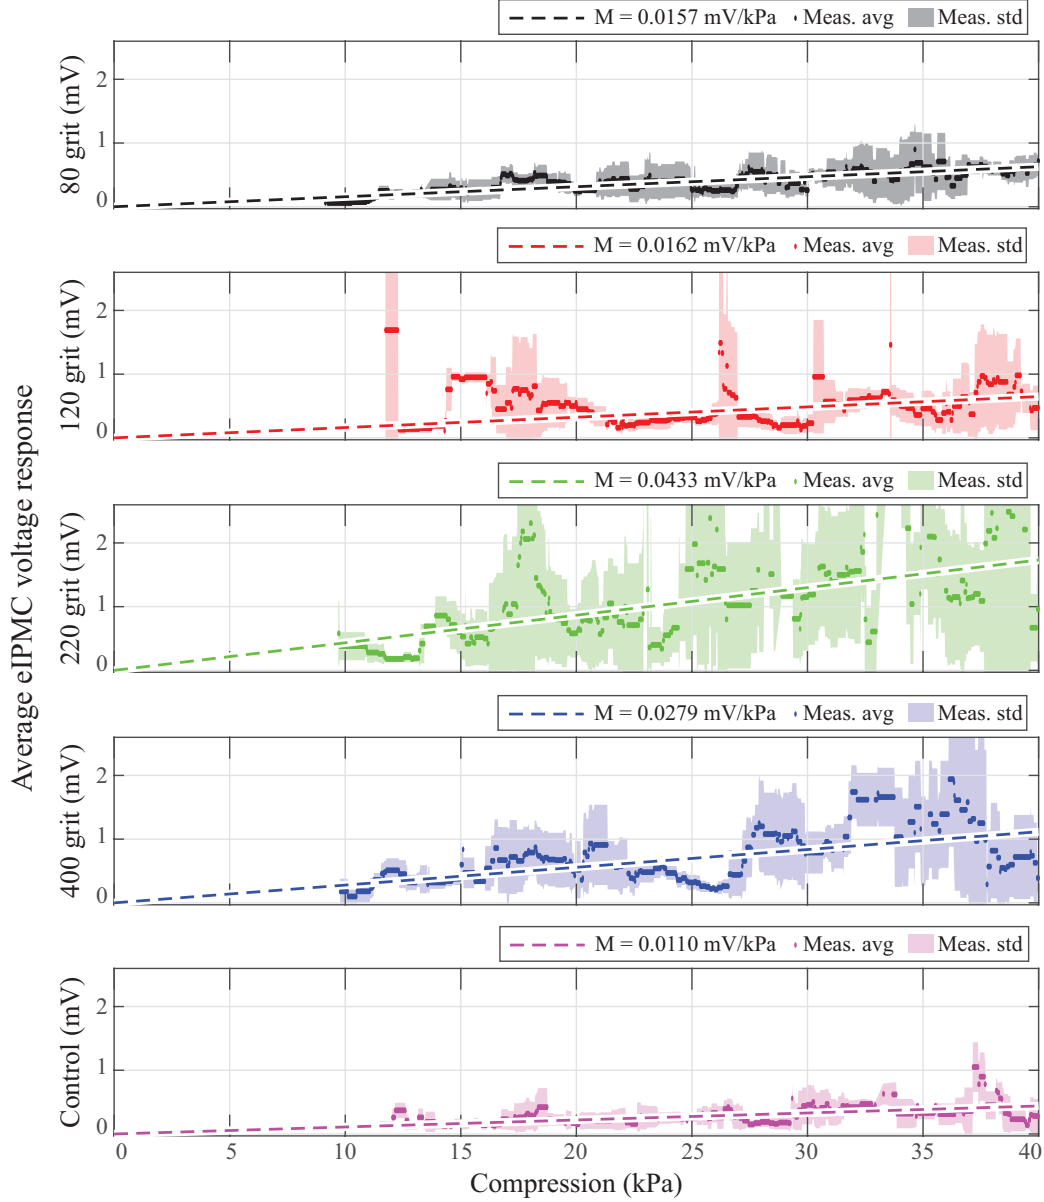 M = 0.0157 mV/kPa Meas. avg Meas. std
80 grit (mV)
2
1
0
M = 0.0162 mV/kPa Meas. avg Meas. std
120 grit (mV)
2
1
0
M = 0.0433 mV/kPa Meas. avg Meas. std
220 grit (mV)
2
1
0
Average eIPMC voltage response
M = 0.0279 mV/kPa Meas. avg Meas. std
400 grit (mV)
2
1
0
M = 0.0110 mV/kPa Meas. avg Meas. std
Control (mV)
2
1
0
0 5 10 15 20 25 30 35 40
Compression (kPa)